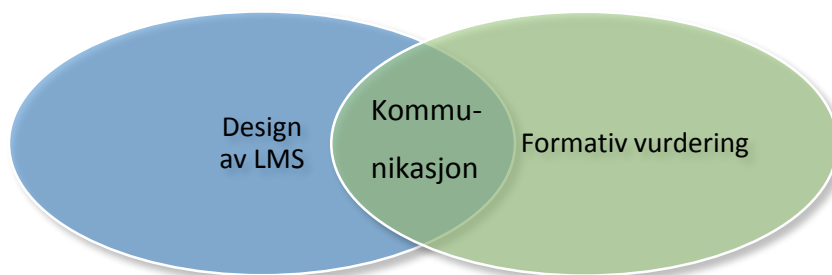 Design
av LMS
Kommu-
nikasjon
Formativ vurdering